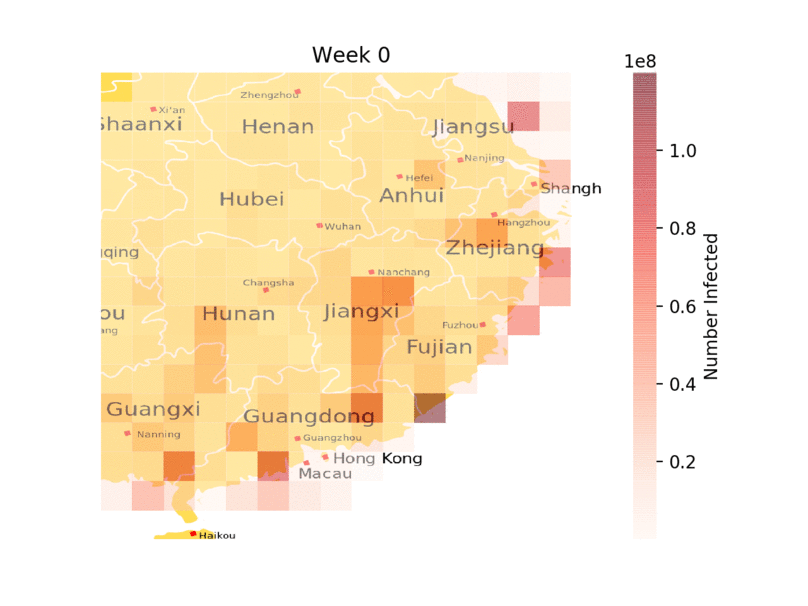 Week 0
1e8
Zhengzhou
Xi'an
Shaanxi
Henan
Jiangsu
1.0
Nanjing
Hefei
Shangh
Anhui
Hubei
Hangzhou
Wuhan
0.8
Zhejiang
qing
Nanchang
Changsha
0.6
ou
Hunan
Jiangxi
Number Infected
ang
Fuzhou
Fujian
0.4
Guangxi
Guangdong
Nanning
Guangzhou
Hong Kong
0.2
Macau
Haikou